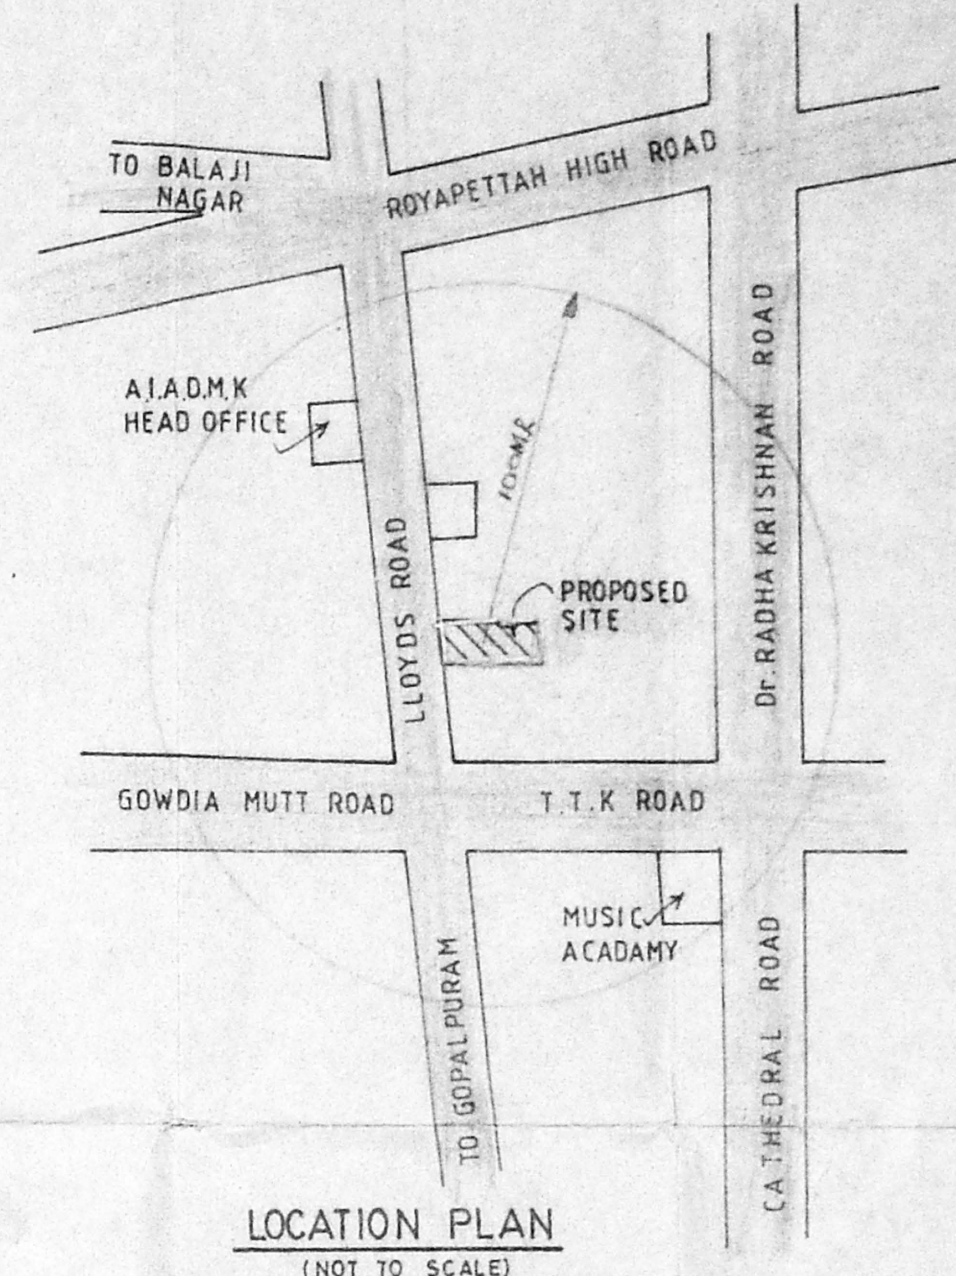 TO BALAJI
NAGAR
ROYAPETTAH HIGH ROAD
A.I.A.D.M.K
HEAD OFFICE
100MR
LLOYDS ROAD
PROPOSED
SITE
Dr. RADHA KRISHNAN ROAD
GOWDIA MUTT ROAD
T.T.K ROAD
MUSIC
ACADAMY
TO GOPALPURAM
CATHEDRAL ROAD
LOCATION PLAN
(NOT TO SCALE)